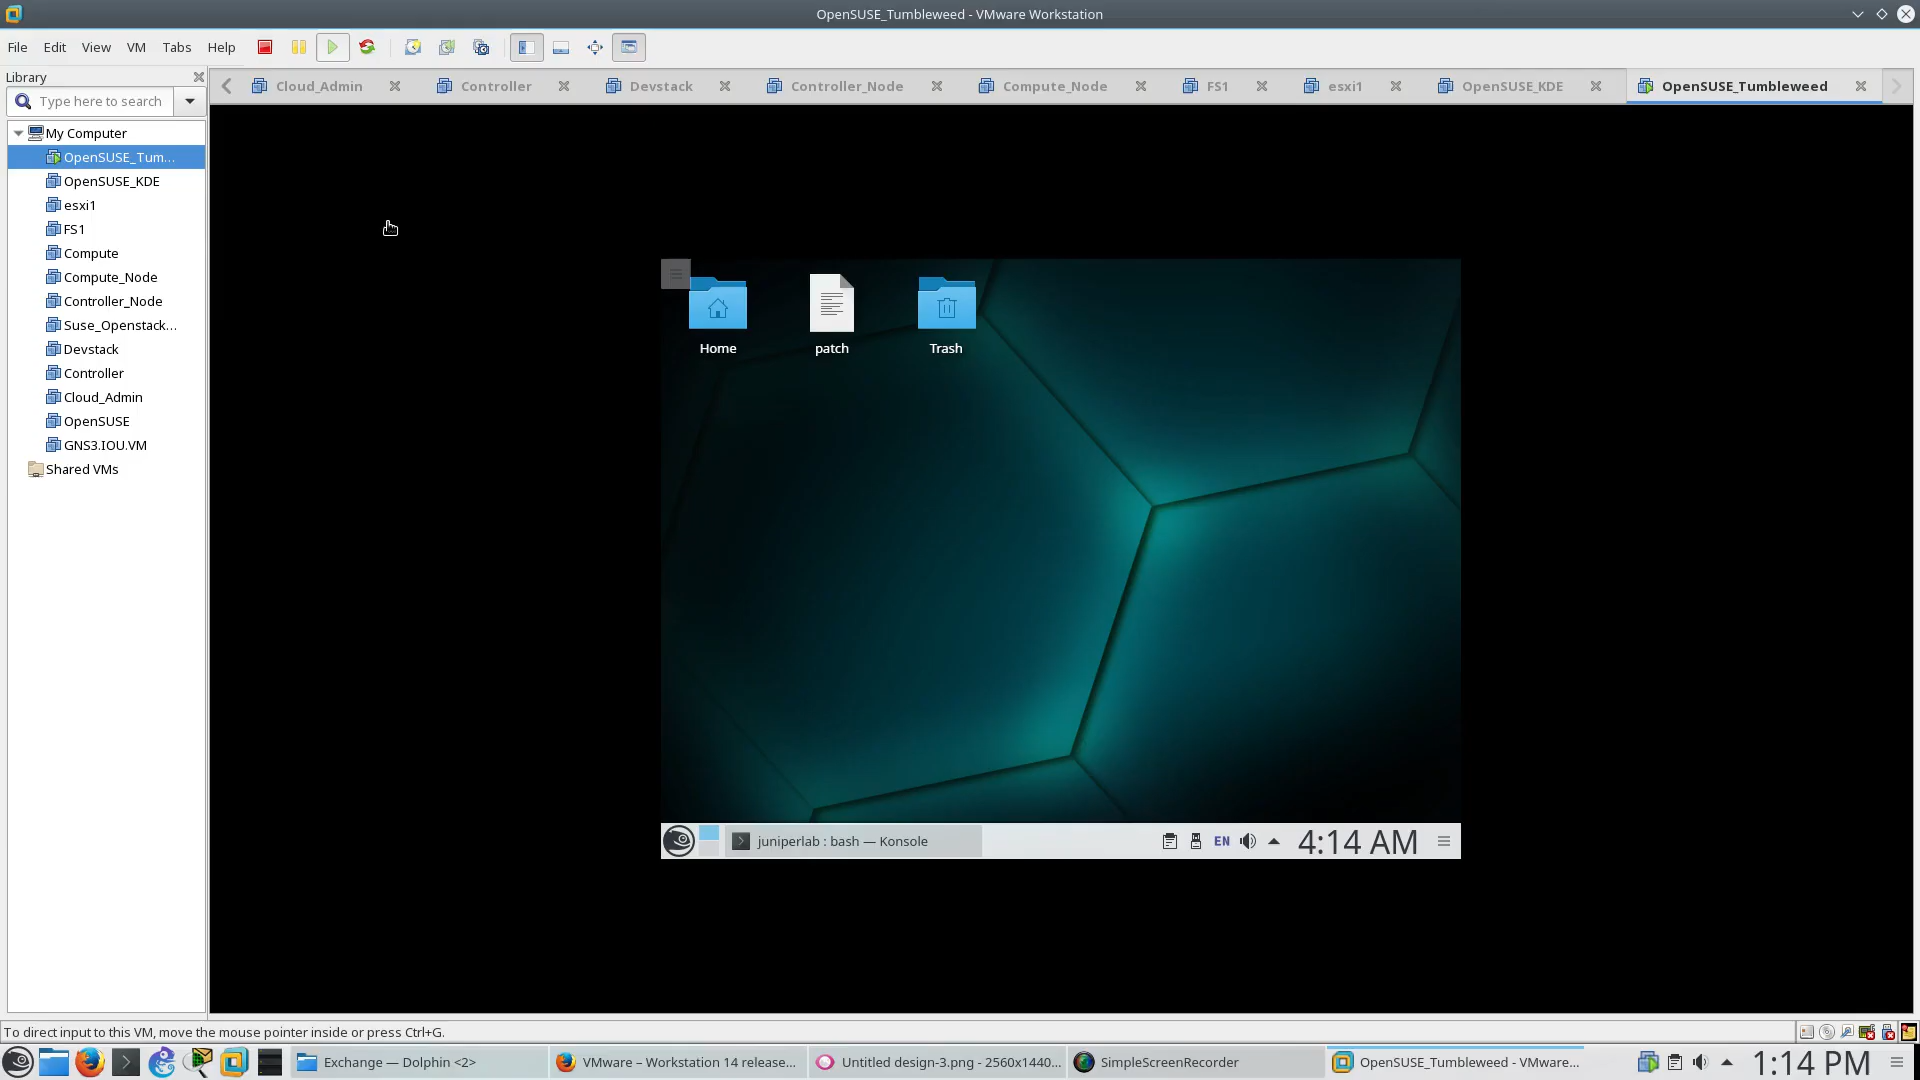 OpenSUSE_Tumbleweed - VMware Workstation
File Edit View VM Tabs Help
Library
Type here to search
My Computer
OpenSUSE_Tum...
OpenSUSE_KDE
esxi1
FS1
Compute
Compute_Node
Controller_Node
Suse_Openstack...
Devstack
Controller
Cloud_Admin
OpenSUSE
GNS3.IOU.VM
Shared VMs
Cloud_Admin Controller Devstack Controller_Node Compute_Node FS1 esxi1 OpenSUSE_KDE OpenSUSE_Tumbleweed
Home patch Trash
juniperlab : bash — Konsole EN 4:14 AM
To direct input to this VM, move the mouse pointer inside or press Ctrl+G.
Exchange — Dolphin <2> VMware – Workstation 14 release... Untitled design-3.png - 2560x1440... SimpleScreenRecorder OpenSUSE_Tumbleweed - VMware... 1:14 PM